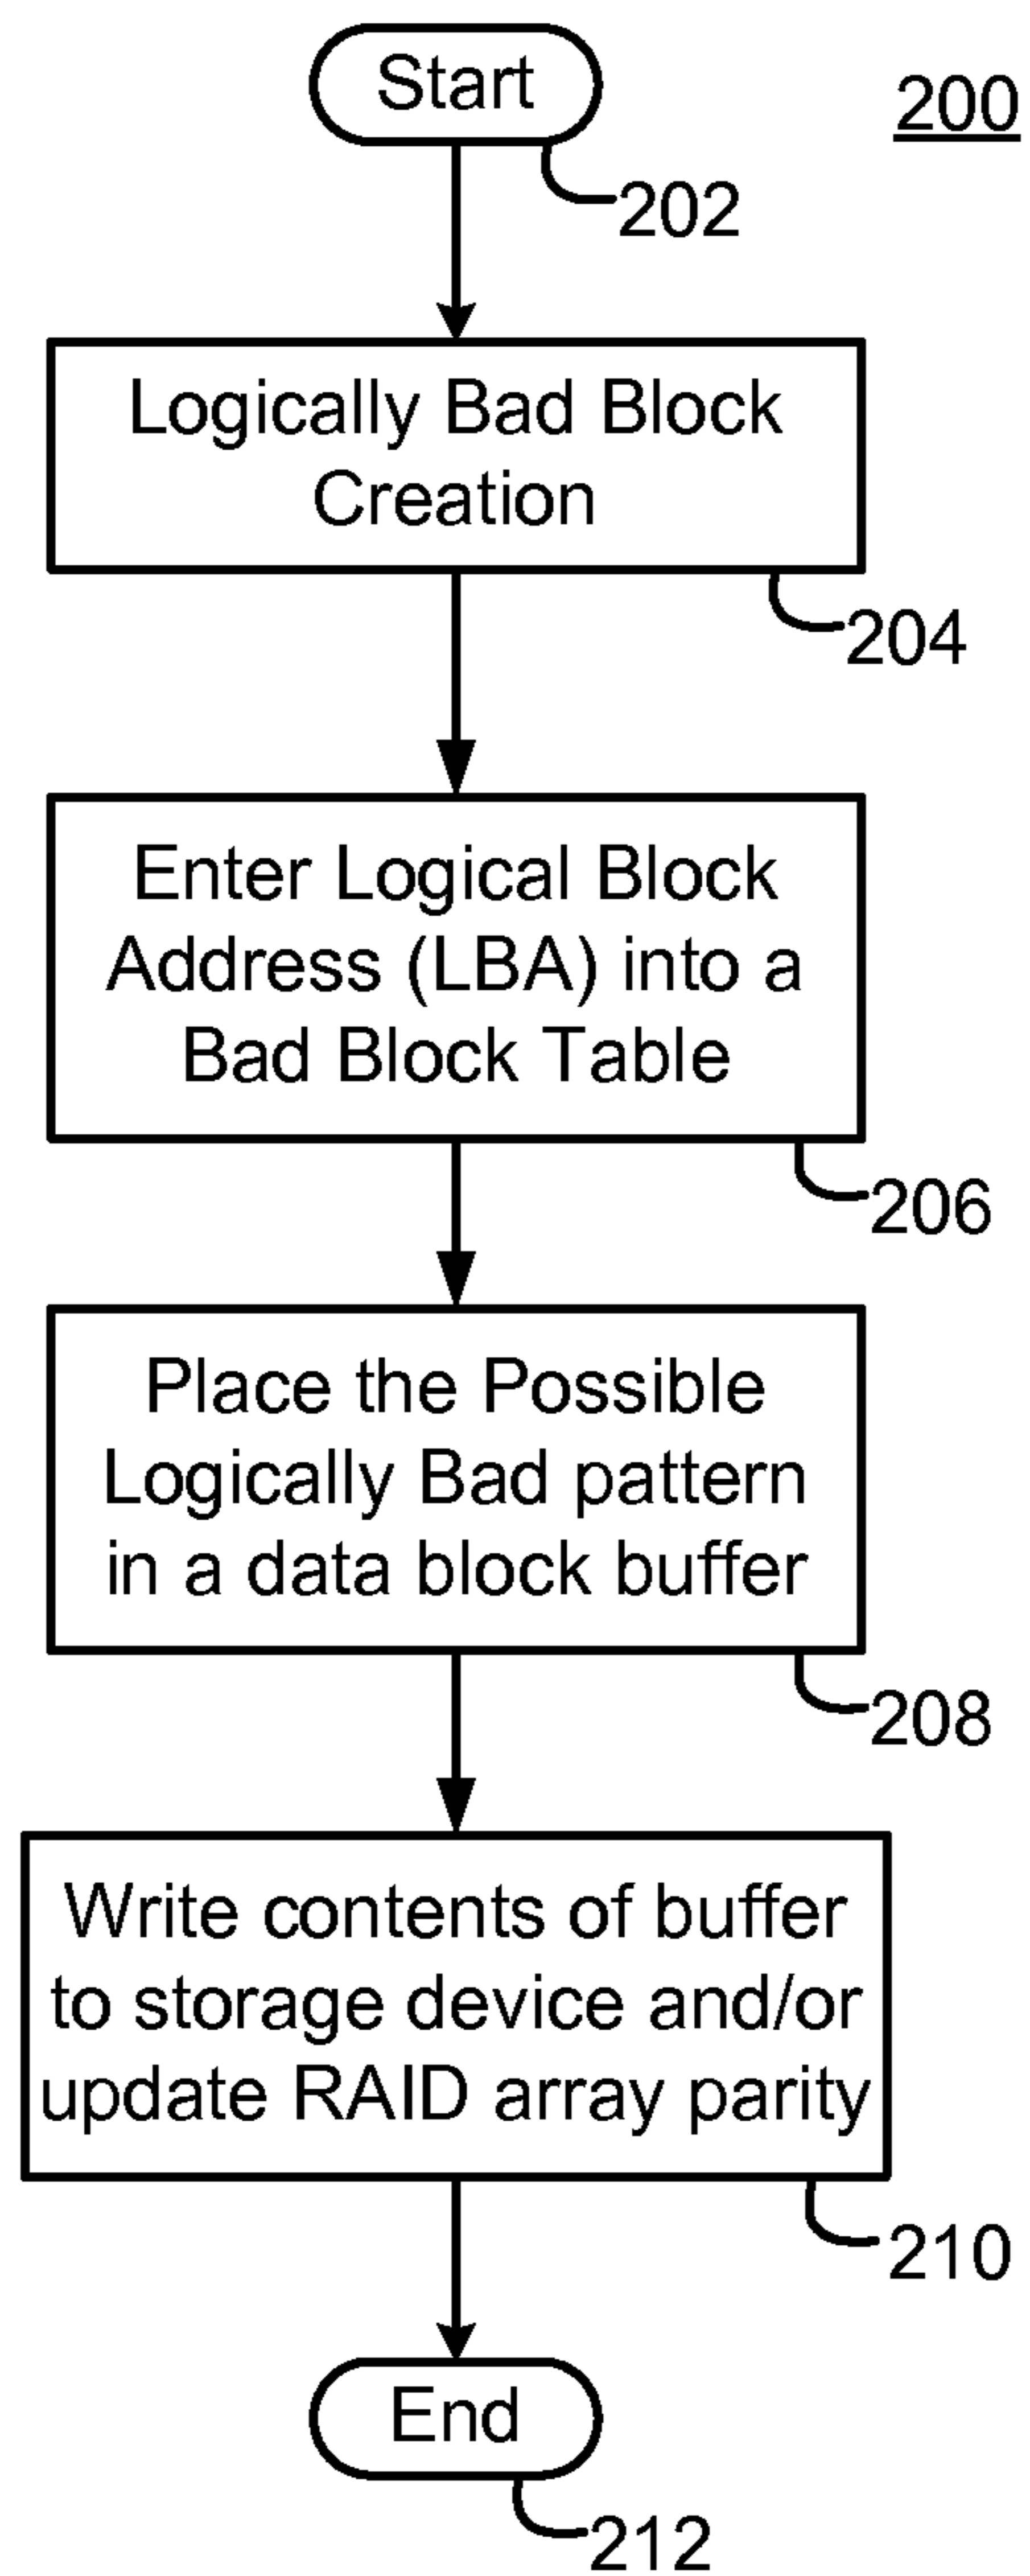 Start
200
202
Logically Bad Block
Creation
204
Enter Logical Block
Address (LBA) into a
Bad Block Table
206
Place the Possible
Logically Bad pattern
in a data block buffer
208
Write contents of buffer
to storage device and/or
update RAID array parity
210
End
212